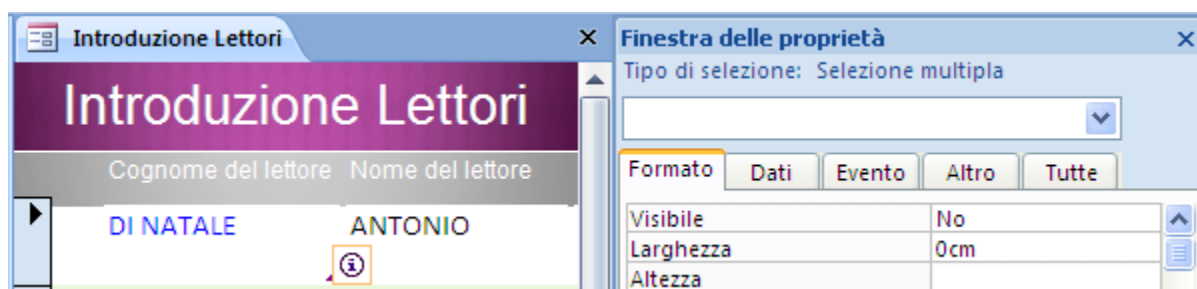 Introduzione Lettori
Introduzione Lettori
Cognome del lettore Nome del lettore
DI NATALE ANTONIO
Finestra delle proprietà
Tipo di selezione: Selezione multipla
Formato Dati Evento Altro Tutte
Visibile No
Larghezza 0cm
Altezza